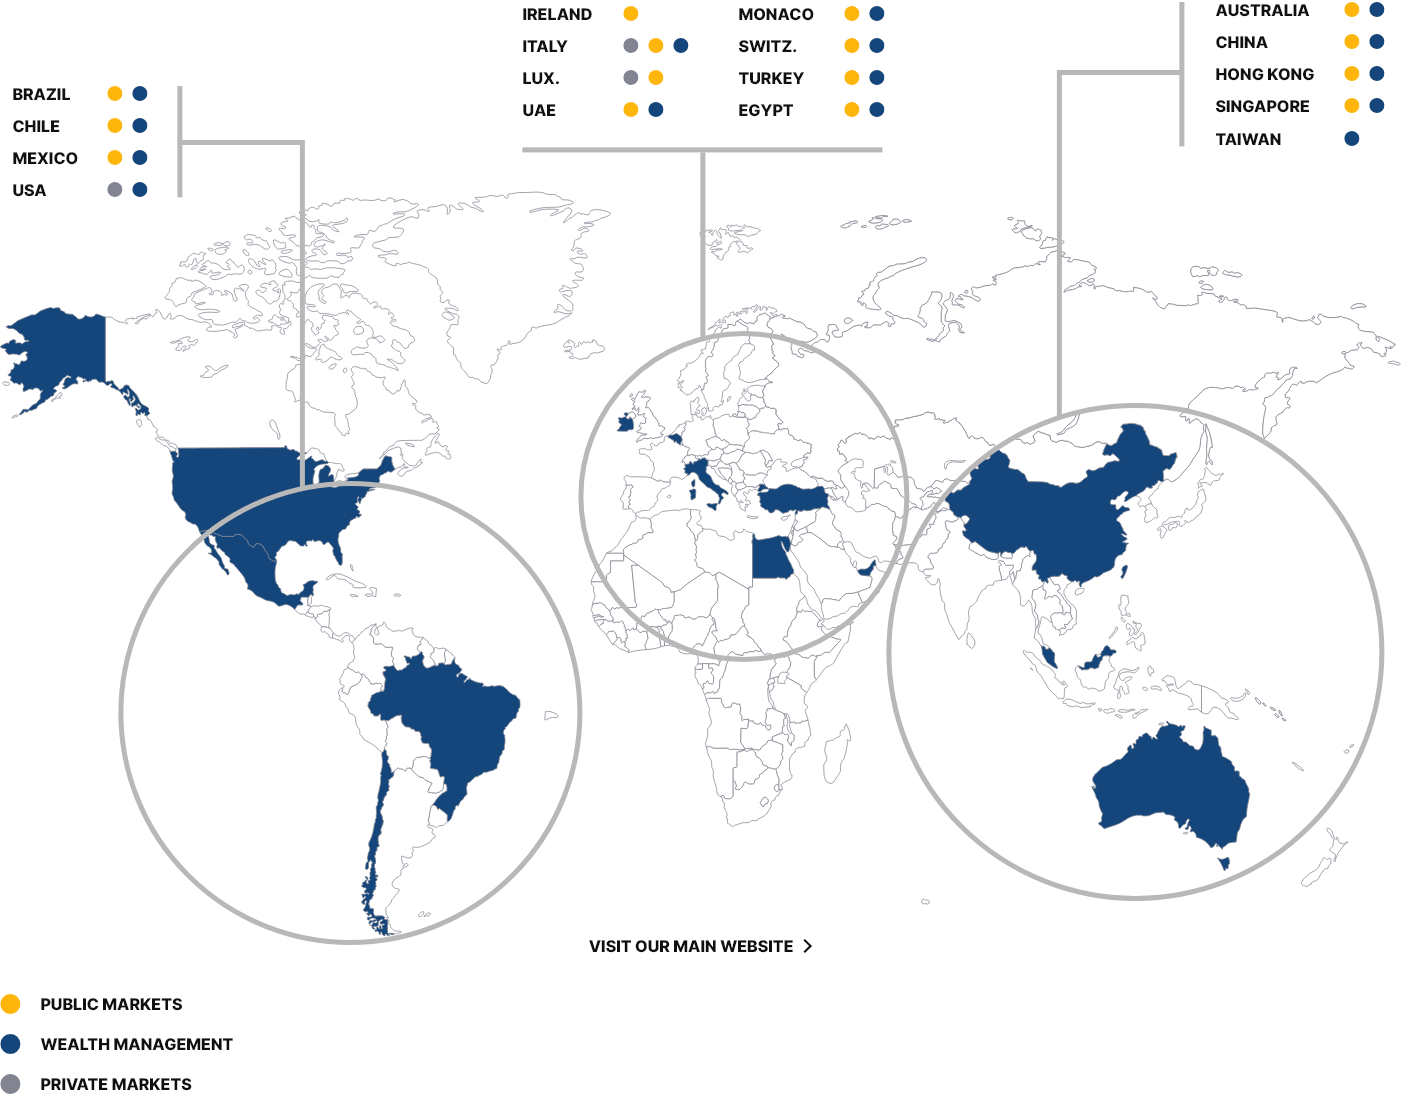 BRAZIL
CHILE
MEXICO
USA
IRELAND
ITALY
LUX.
UAE
MONACO
SWITZ.
TURKEY
EGYPT
AUSTRALIA
CHINA
HONG KONG
SINGAPORE
TAIWAN
VISIT OUR MAIN WEBSITE
PUBLIC MARKETS
WEALTH MANAGEMENT
PRIVATE MARKETS